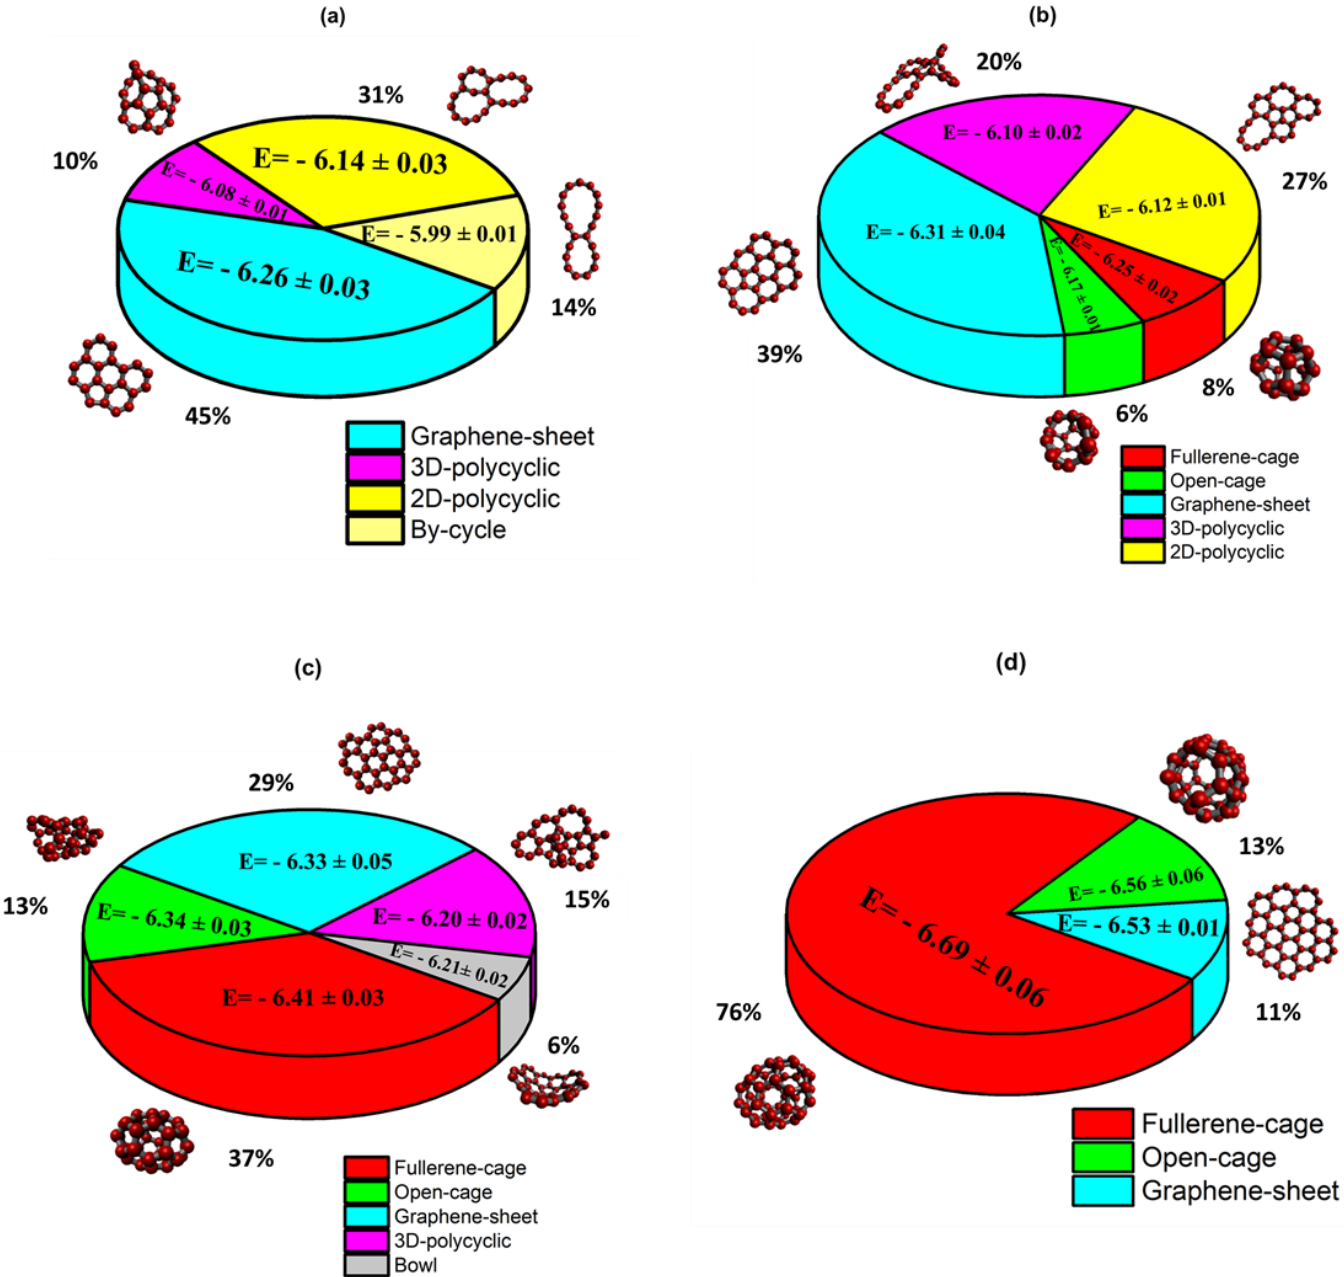 (a)
31%
10%
E= - 6.14 ± 0.03
E= - 6.08 ± 0.01
E= - 5.99 ± 0.01
E= - 6.26 ± 0.03
14%
45%
Graphene-sheet
3D-polycyclic
2D-polycyclic
By-cycle
(b)
20%
E= - 6.10 ± 0.02
27%
E= - 6.12 ± 0.01
E= - 6.31 ± 0.04
E= - 6.25 ± 0.02
E= - 6.17 ± 0.01
39%
8%
6%
Fullerene-cage
Open-cage
Graphene-sheet
3D-polycyclic
2D-polycyclic
(c)
29%
E= - 6.33 ± 0.05
13%
15%
E= - 6.34 ± 0.03
E= - 6.20 ± 0.02
E= - 6.21 ± 0.02
E= - 6.41 ± 0.03
6%
37%
Fullerene-cage
Open-cage
Graphene-sheet
3D-polycyclic
Bowl
(d)
13%
E= - 6.56 ± 0.06
E= - 6.53 ± 0.01
E= - 6.69 ± 0.06
76%
11%
Fullerene-cage
Open-cage
Graphene-sheet